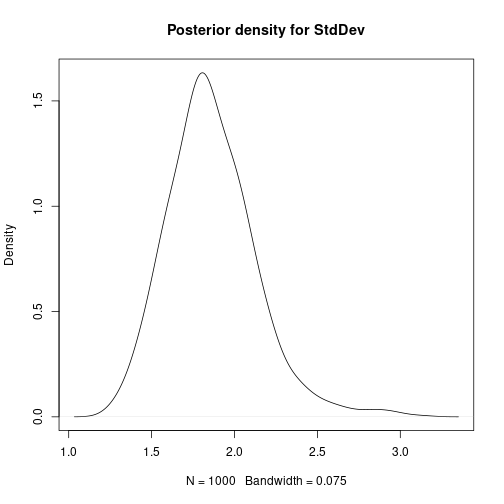 Posterior density for StdDev
Density
1.5
1.0
0.5
0.0
1.0 1.5 2.0 2.5 3.0
N = 1000   Bandwidth = 0.075